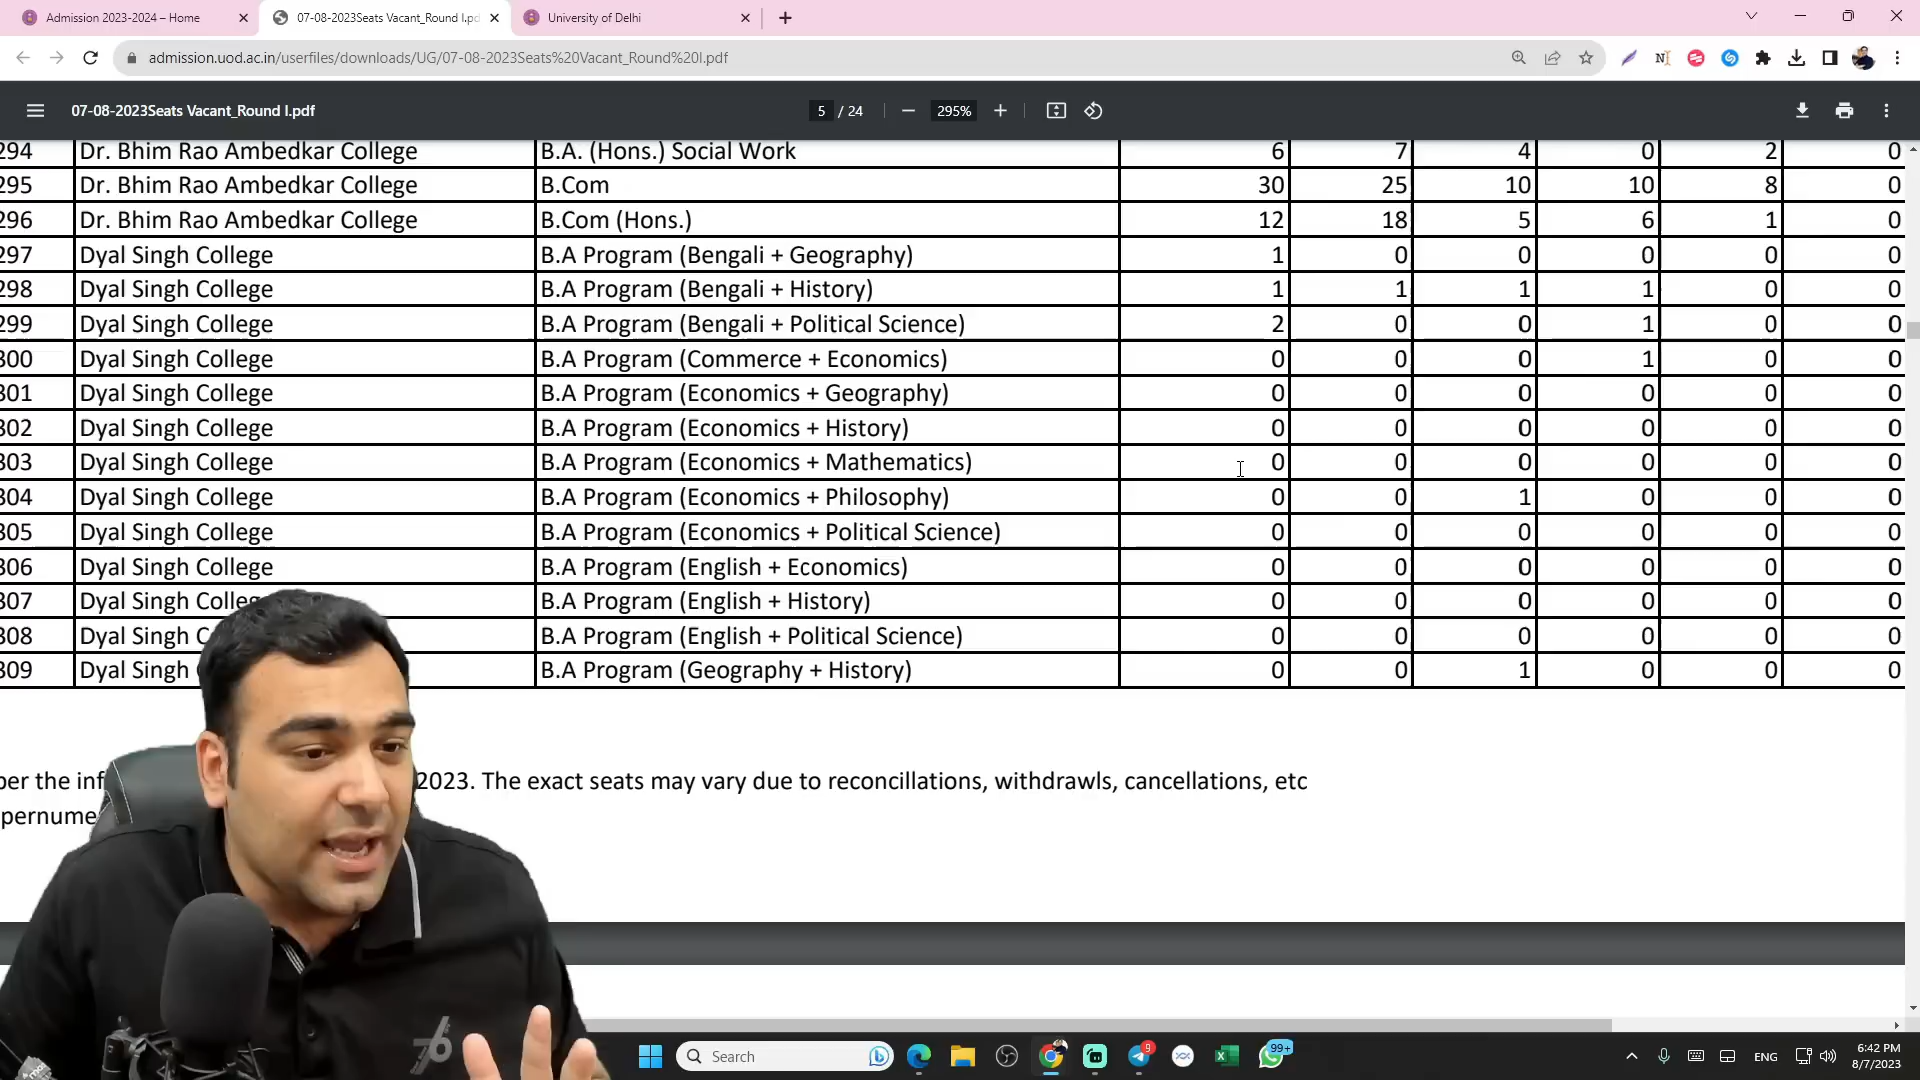 Admission 2023-2024 – Home
07-08-2023Seats Vacant_Round I.pd
University of Delhi
admission.uod.ac.in/userfiles/downloads/UG/07-08-2023Seats%20Vacant_Round%20I.pdf
07-08-2023Seats Vacant_Round I.pdf
5 / 24
295%
294 Dr. Bhim Rao Ambedkar College B.A. (Hons.) Social Work 6 7 4 0 2 0
295 Dr. Bhim Rao Ambedkar College B.Com 30 25 10 10 8 0
296 Dr. Bhim Rao Ambedkar College B.Com (Hons.) 12 18 5 6 1 0
297 Dyal Singh College B.A Program (Bengali + Geography) 1 0 0 0 0 0
298 Dyal Singh College B.A Program (Bengali + History) 1 1 1 1 0 0
299 Dyal Singh College B.A Program (Bengali + Political Science) 2 0 0 1 0 0
300 Dyal Singh College B.A Program (Commerce + Economics) 0 0 0 1 0 0
301 Dyal Singh College B.A Program (Economics + Geography) 0 0 0 0 0 0
302 Dyal Singh College B.A Program (Economics + History) 0 0 0 0 0 0
303 Dyal Singh College B.A Program (Economics + Mathematics) 0 0 0 0 0 0
304 Dyal Singh College B.A Program (Economics + Philosophy) 0 0 1 0 0 0
305 Dyal Singh College B.A Program (Economics + Political Science) 0 0 0 0 0 0
306 Dyal Singh College B.A Program (English + Economics) 0 0 0 0 0 0
307 Dyal Singh Colleg B.A Program (English + History) 0 0 0 0 0 0
308 Dyal Singh C B.A Program (English + Political Science) 0 0 0 0 0 0
309 Dyal Singh B.A Program (Geography + History) 0 0 1 0 0 0
per the inf 2023. The exact seats may vary due to reconcillations, withdrawls, cancellations, etc
pernume
76
Search
9
99+
ENG
6:42 PM
8/7/2023